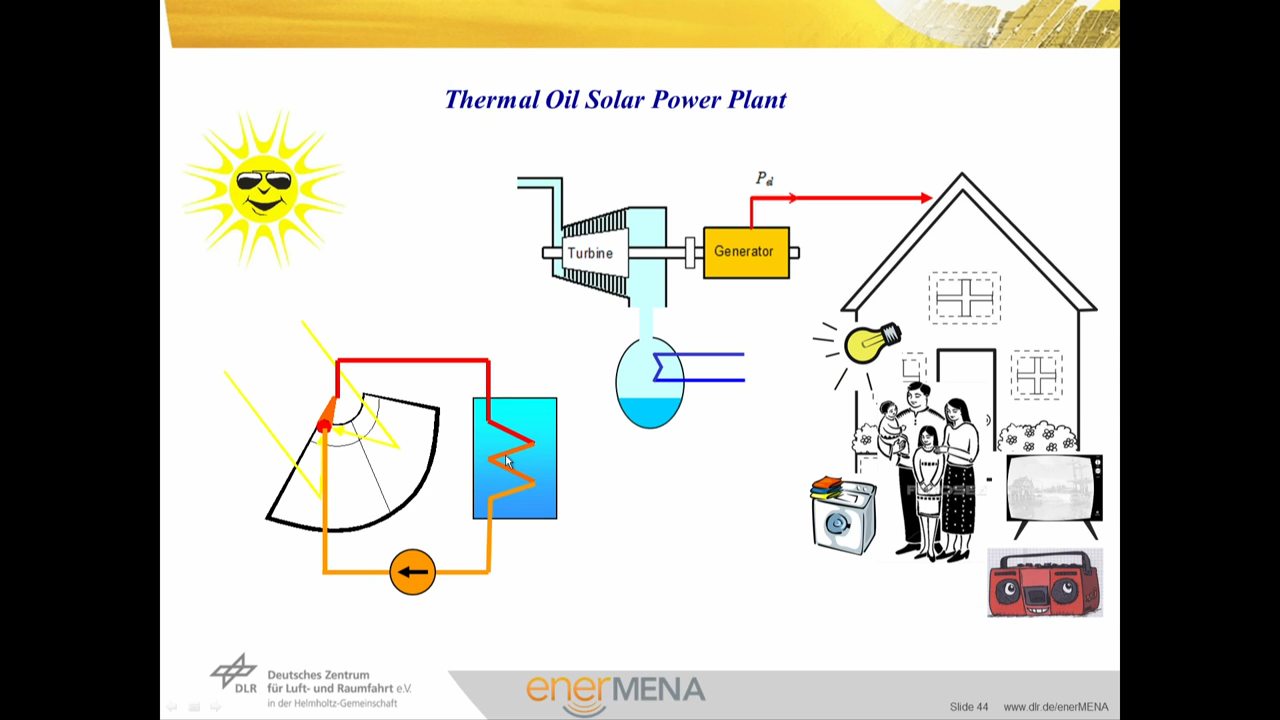 Thermal Oil Solar Power Plant
P_el
Turbine
Generator
DLR
Deutsches Zentrum
für Luft- und Raumfahrt e.V.
in der Helmholtz-Gemeinschaft
enerMENA
Slide 44 www.dlr.de/enerMENA